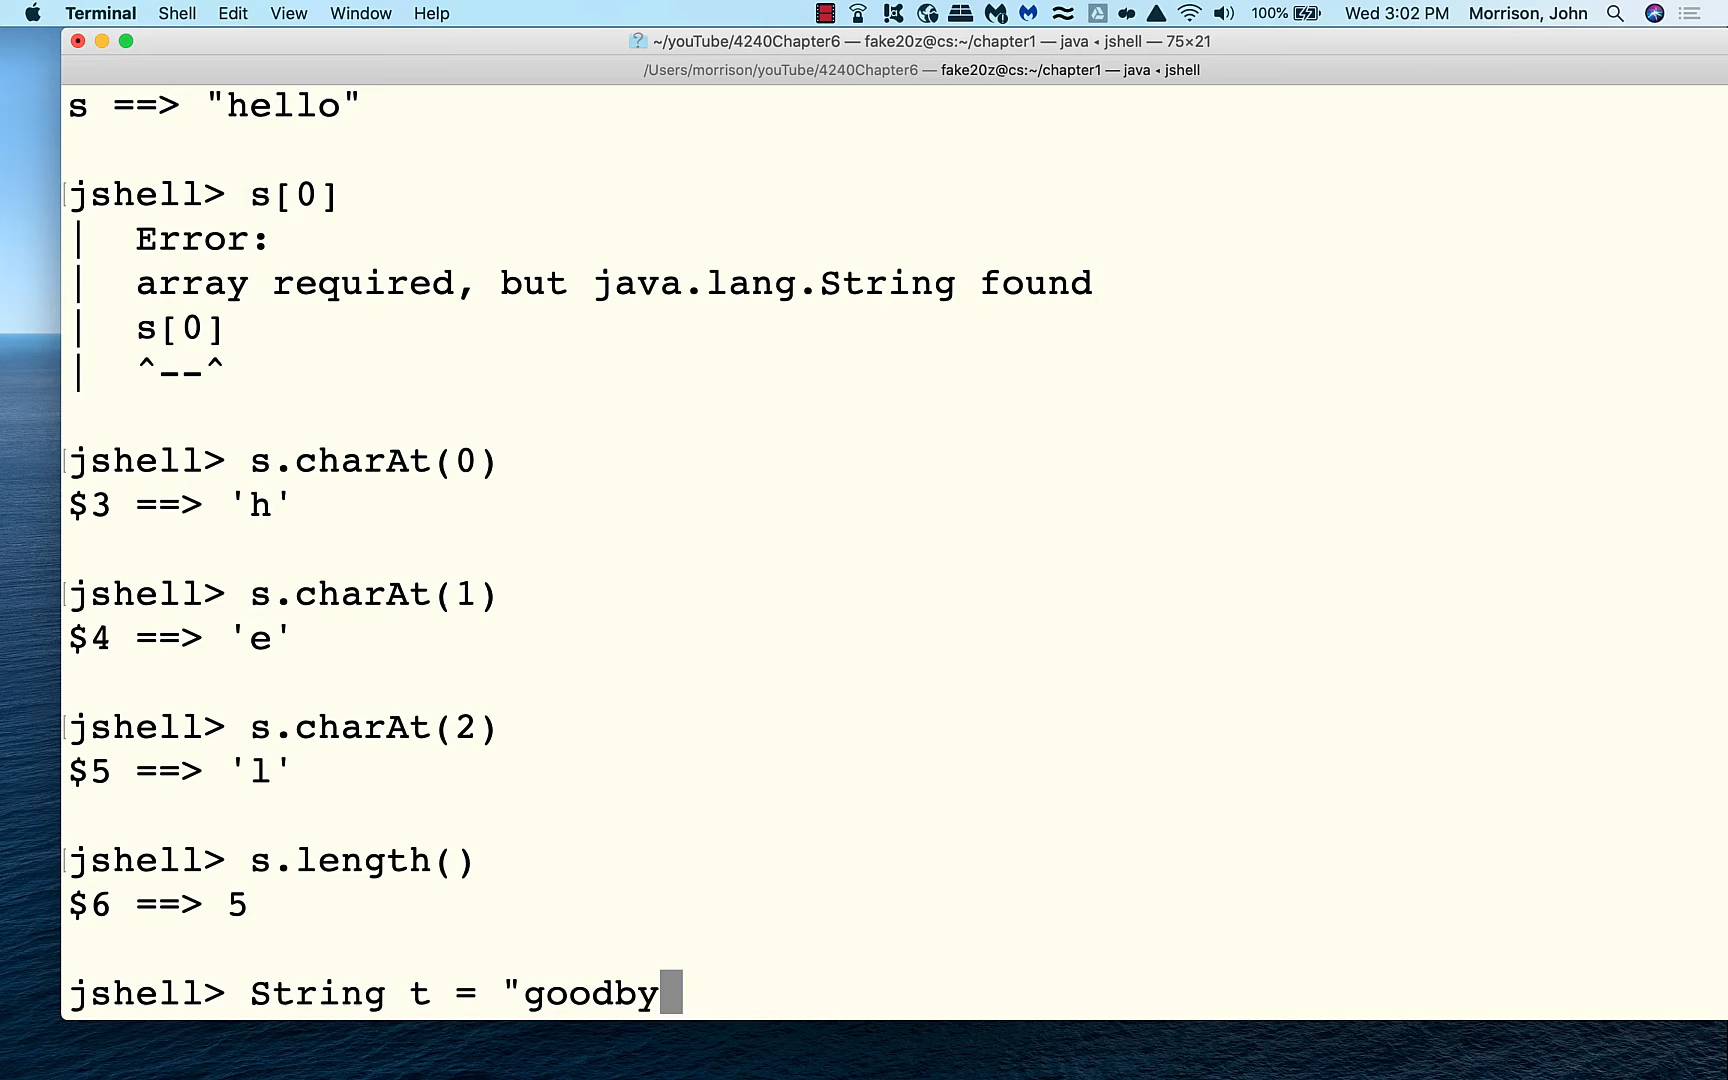 Terminal Shell Edit View Window Help 100% Wed 3:02 PM Morrison, John
~/youTube/4240Chapter6 — fake20z@cs:~/chapter1 — java ◂ jshell — 75×21
/Users/morrison/youTube/4240Chapter6 — fake20z@cs:~/chapter1 — java ◂ jshell
s ==> "hello"
jshell> s[0]
|   Error:
|   array required, but java.lang.String found
|   s[0]
|   ^--^
jshell> s.charAt(0)
$3 ==> 'h'
jshell> s.charAt(1)
$4 ==> 'e'
jshell> s.charAt(2)
$5 ==> 'l'
jshell> s.length()
$6 ==> 5
jshell> String t = "goodby